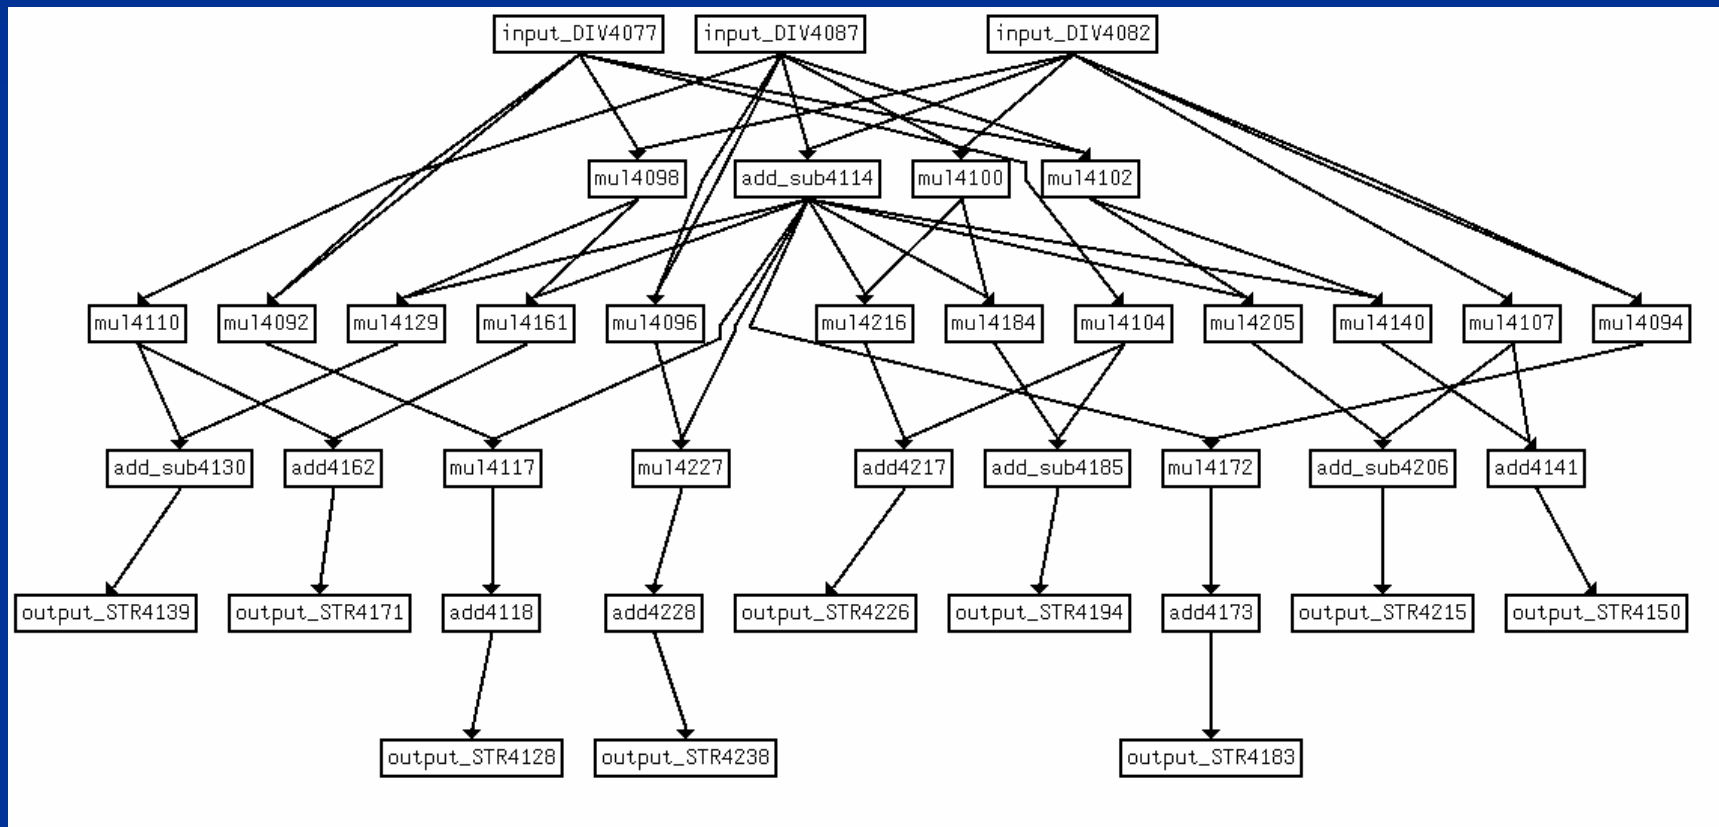 input_DIV4077 input_DIV4087 input_DIV4082
mul4098 add_sub4114 mul4100 mul4102
mul4110 mul4092 mul4129 mul4161 mul4096 mul4216 mul4184 mul4104 mul4205 mul4140 mul4107 mul4094
add_sub4130 add4162 mul4117 mul4227 add4217 add_sub4185 mul4172 add_sub4206 add4141
output_STR4139 output_STR4171 add4118 add4228 output_STR4226 output_STR4194 add4173 output_STR4215 output_STR4150
output_STR4128 output_STR4238 output_STR4183